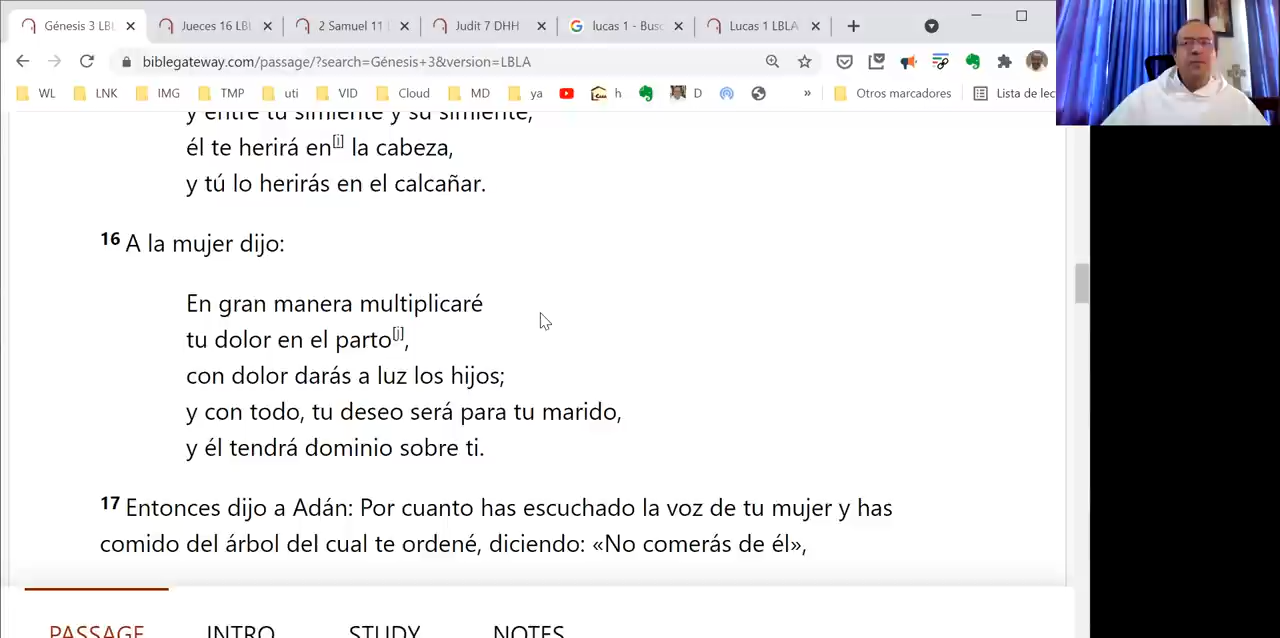 Génesis 3 LBL
Jueces 16 LBL
2 Samuel 11
Judit 7 DHH
lucas 1 - Busc
Lucas 1 LBLA
biblegateway.com/passage/?search=Génesis+3&version=LBLA
WL LNK IMG TMP uti VID Cloud MD ya h D » Otros marcadores Lista de lec
y entre tu simiente y su simiente;
él te herirá en[i] la cabeza,
y tú lo herirás en el calcañar.
16 A la mujer dijo:
En gran manera multiplicaré
tu dolor en el parto[j],
con dolor darás a luz los hijos;
y con todo, tu deseo será para tu marido,
y él tendrá dominio sobre ti.
17 Entonces dijo a Adán: Por cuanto has escuchado la voz de tu mujer y has
comido del árbol del cual te ordené, diciendo: «No comerás de él»,
PASSAGE INTRO STUDY NOTES